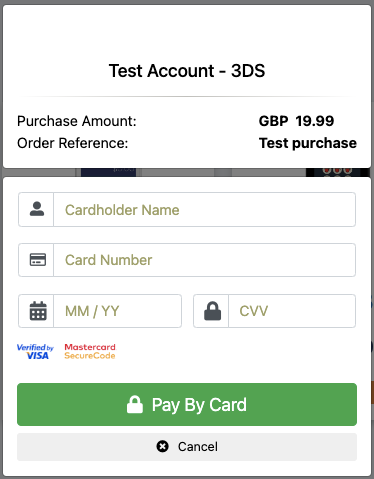 Test Account - 3DS
Purchase Amount: GBP 19.99
Order Reference: Test purchase
Cardholder Name
Card Number
MM / YY CVV
Verified by VISA Mastercard SecureCode
Pay By Card
Cancel